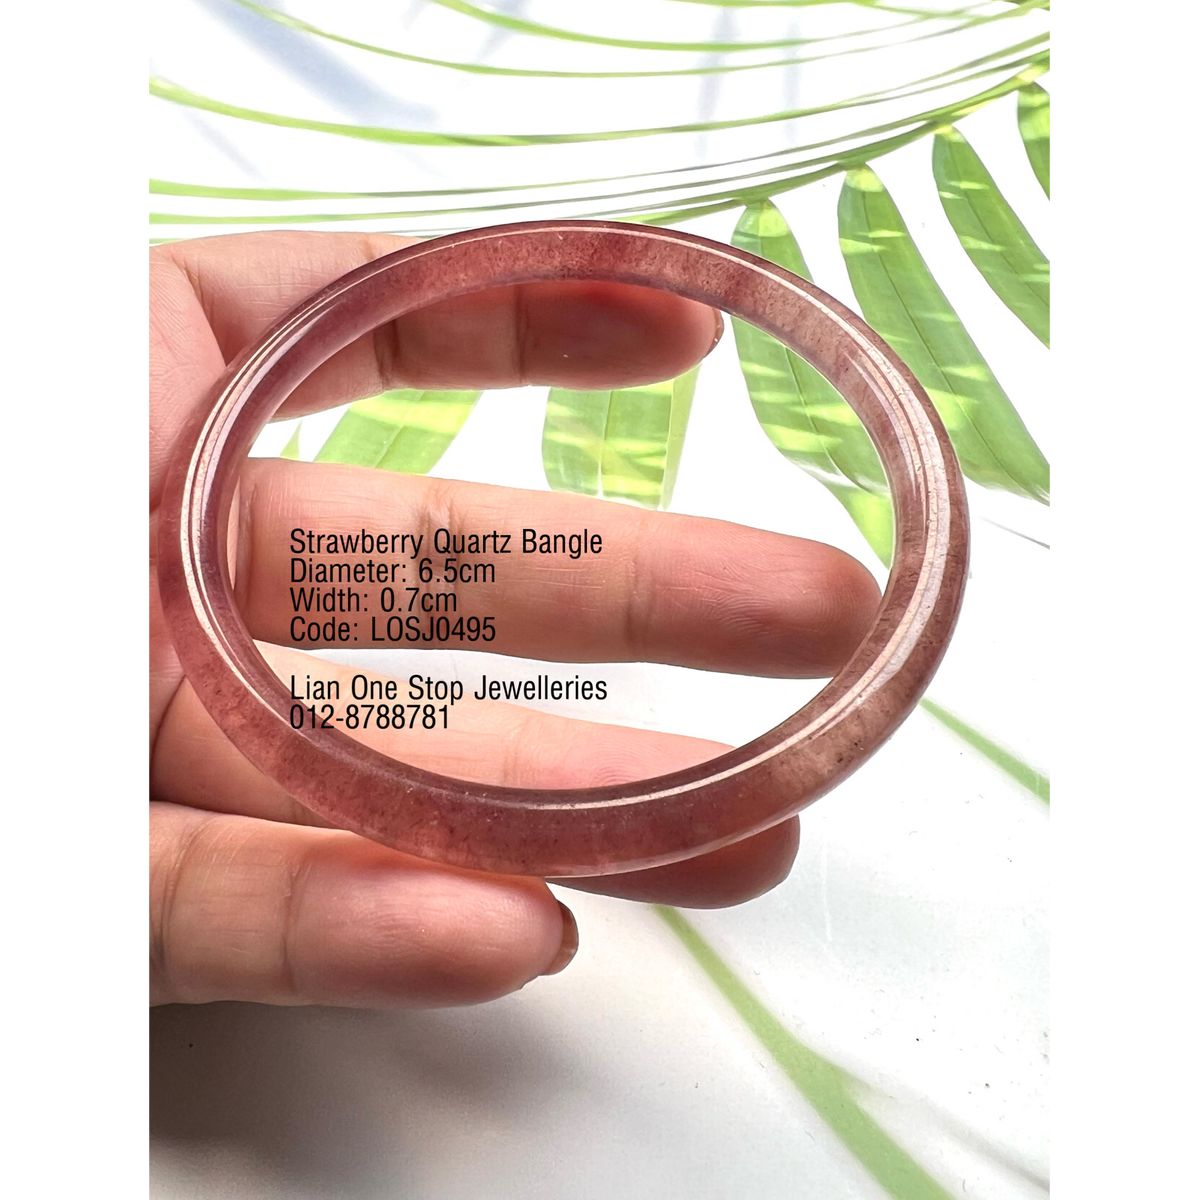 Strawberry Quartz Bangle
Diameter: 6.5cm
Width: 0.7cm
Code: LOSJ0495
Lian One Stop Jewelleries
012-8788781